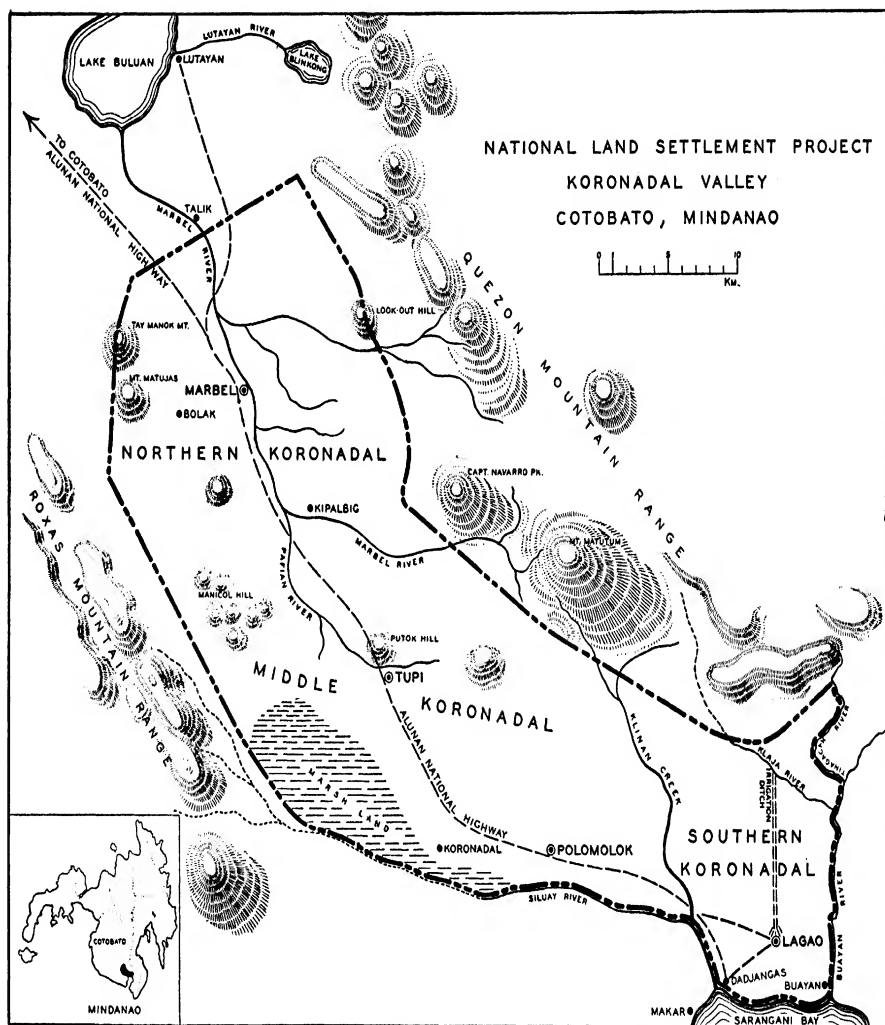 LUTAYAN RIVER
LAKE BULUAN
LUTAYAN
LAKE BLINKONG
NATIONAL LAND SETTLEMENT PROJECT
KORONADAL VALLEY
COTOBATO, MINDANAO
0 5 10
KM.
TO COTOBATO
ALUNAN NATIONAL HIGHWAY
TALIK
MARBEL RIVER
QUEZON MOUNTAIN RANGE
LOOK-OUT HILL
TAY MANOK MT.
MT. MATUJAS
MARBEL
BOLAK
NORTHERN KORONADAL
CAPT. NAVARRO PK.
ROXAS MOUNTAIN RANGE
KIPALBIG
MARBEL RIVER
MT. MATUTUM
PAPIAN RIVER
MANICOL HILL
PUTOK HILL
TUPI
MIDDLE KORONADAL
MARSH LAND
ALUNAN NATIONAL HIGHWAY
KLINAN CREEK
KLAJA RIVER
RIVER
IRRIGATION DITCH
KORONADAL
POLOMOLOK
SOUTHERN KORONADAL
SILUAY RIVER
BUAYAN RIVER
LAGAO
DADJANGAS
BUAYAN
MAKAR
SARANGANI BAY
COTOBATO
MINDANAO